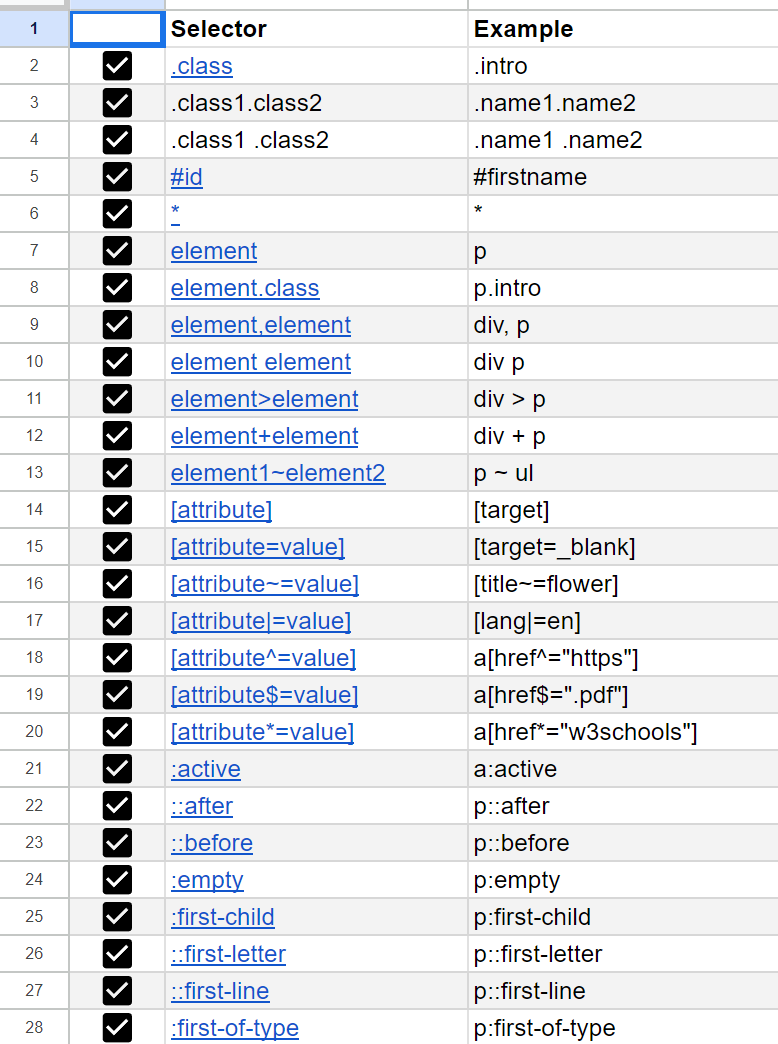 1 Selector Example
2 .class .intro
3 .class1.class2 .name1.name2
4 .class1 .class2 .name1 .name2
5 #id #firstname
6 * *
7 element p
8 element.class p.intro
9 element,element div, p
10 element element div p
11 element>element div > p
12 element+element div + p
13 element1~element2 p ~ ul
14 [attribute] [target]
15 [attribute=value] [target=_blank]
16 [attribute~=value] [title~=flower]
17 [attribute|=value] [lang|=en]
18 [attribute^=value] a[href^="https"]
19 [attribute$=value] a[href$=".pdf"]
20 [attribute*=value] a[href*="w3schools"]
21 :active a:active
22 ::after p::after
23 ::before p::before
24 :empty p:empty
25 :first-child p:first-child
26 ::first-letter p::first-letter
27 ::first-line p::first-line
28 :first-of-type p:first-of-type